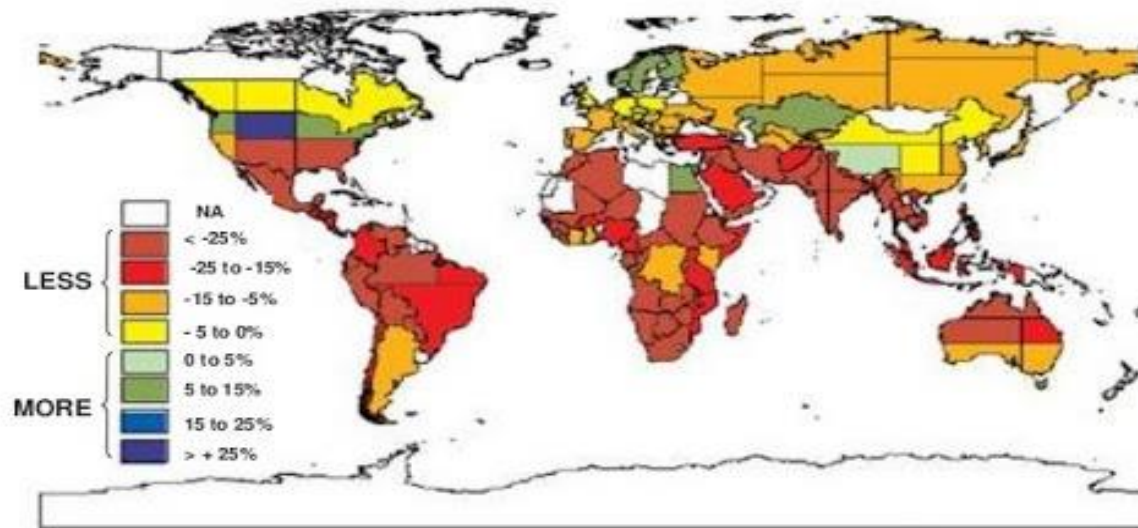 NA
< -25%
-25 to -15%
LESS
-15 to -5%
- 5 to 0%
0 to 5%
5 to 15%
MORE
15 to 25%
> + 25%